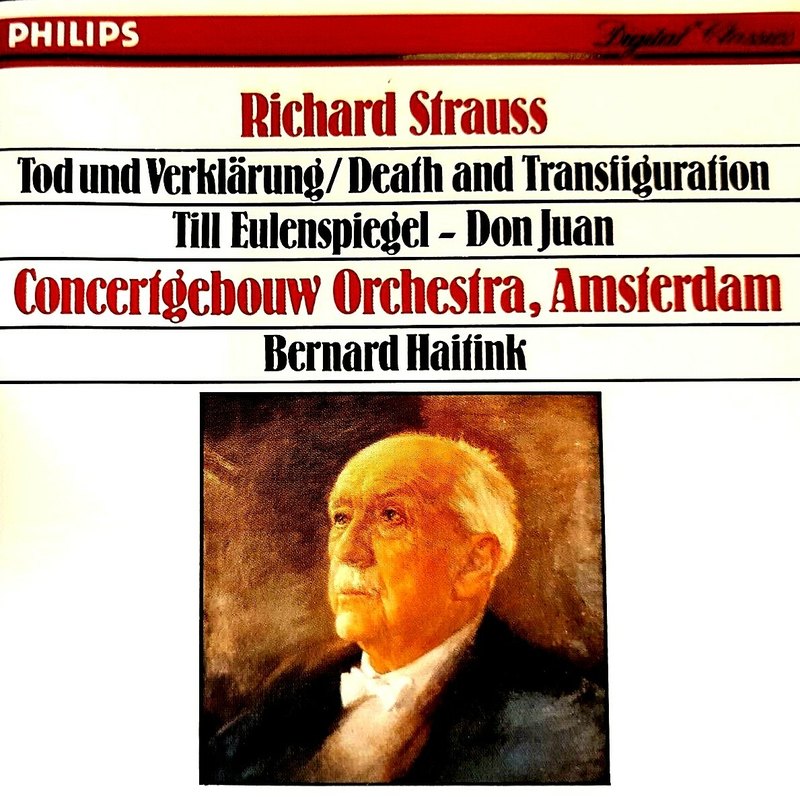 PHILIPS
Digital Classics
Richard Strauss
Tod und Verklärung/Death and Transfiguration
Till Eulenspiegel – Don Juan
Concertgebouw Orchestra, Amsterdam
Bernard Haitink